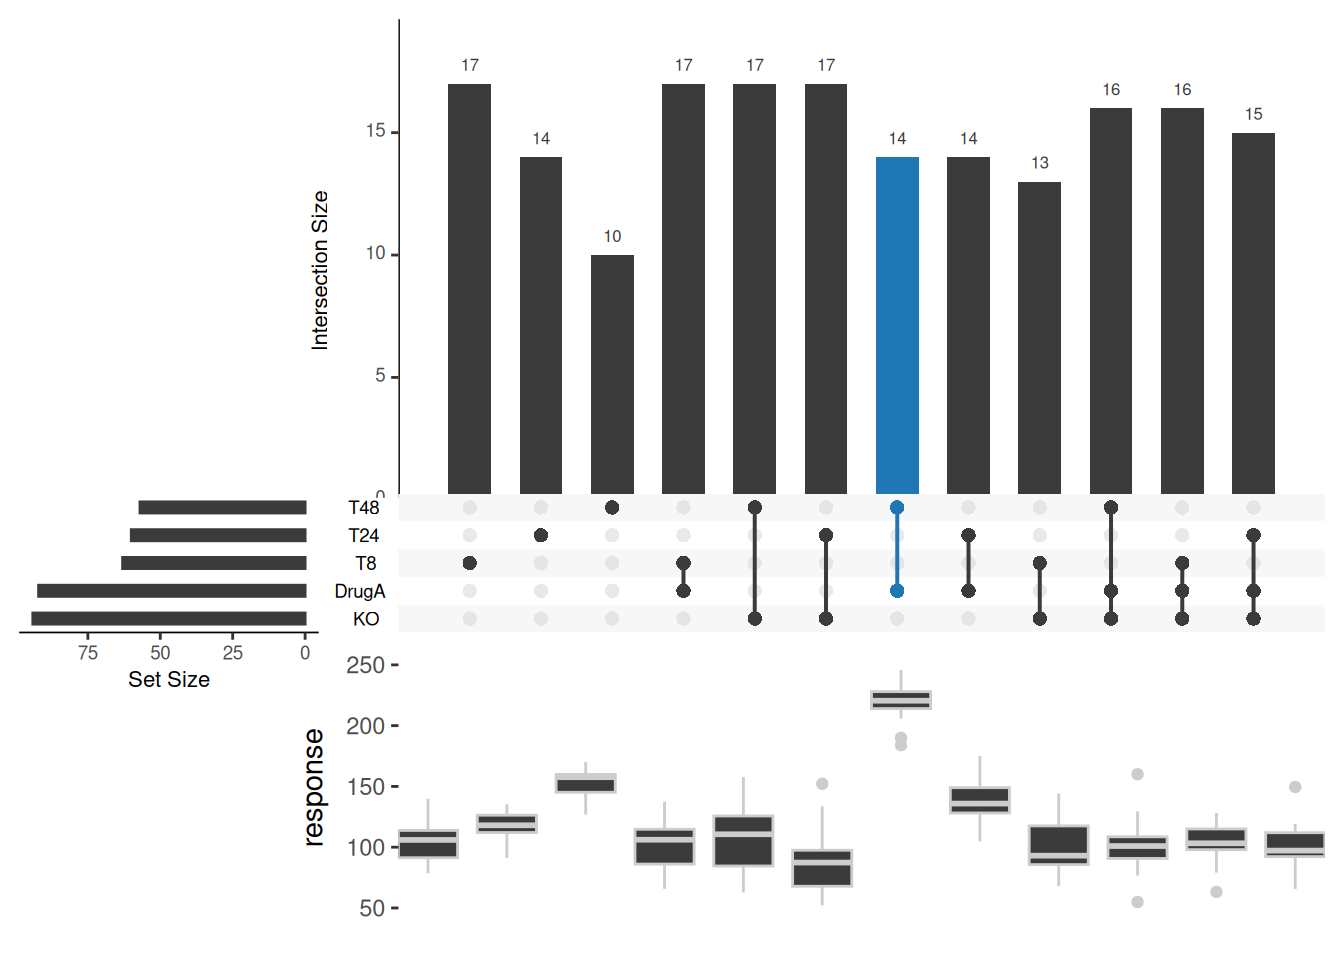 17 14 10 17 17 17 14 14 13 16 16 15
Intersection Size
15
10
5
0
T48
T24
T8
DrugA
KO
75 50 25 0
Set Size
response
250
200
150
100
50